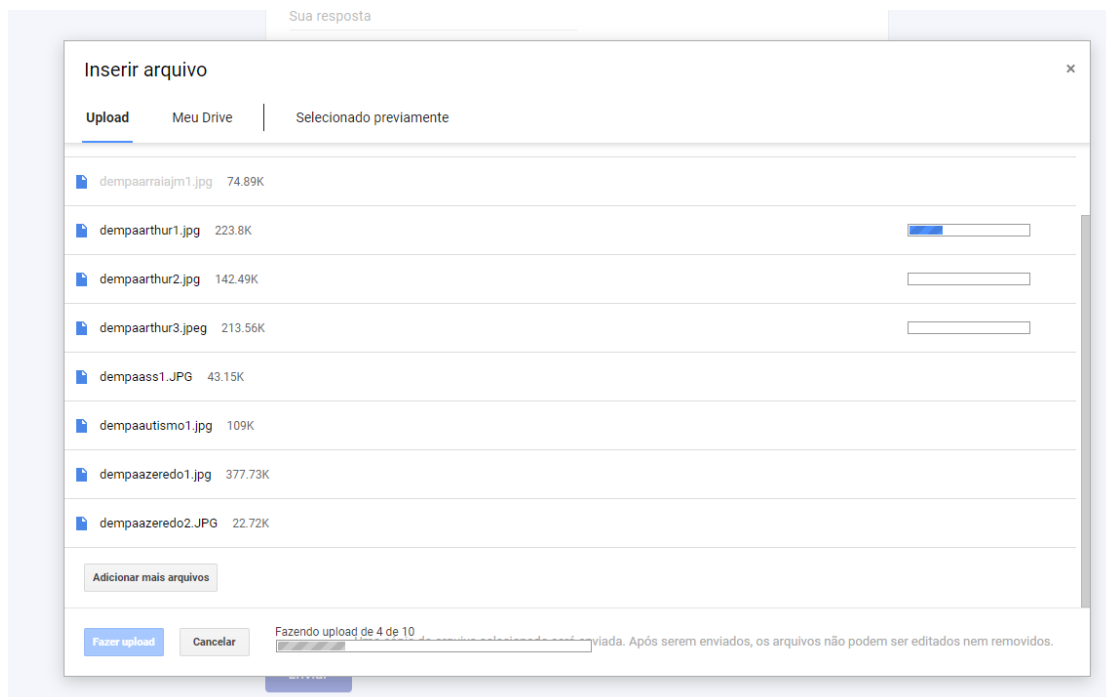 Sua resposta
Inserir arquivo
×
Upload Meu Drive Selecionado previamente
dempaarraiajm1.jpg 74.89K
dempaarthur1.jpg 223.8K
dempaarthur2.jpg 142.49K
dempaarthur3.jpeg 213.56K
dempaass1.JPG 43.15K
dempaautismo1.jpg 109K
dempaazeredo1.jpg 377.73K
dempaazeredo2.JPG 22.72K
Adicionar mais arquivos
Fazendo upload de 4 de 10
Fazer upload Cancelar viada. Após serem enviados, os arquivos não podem ser editados nem removidos.
Enviar